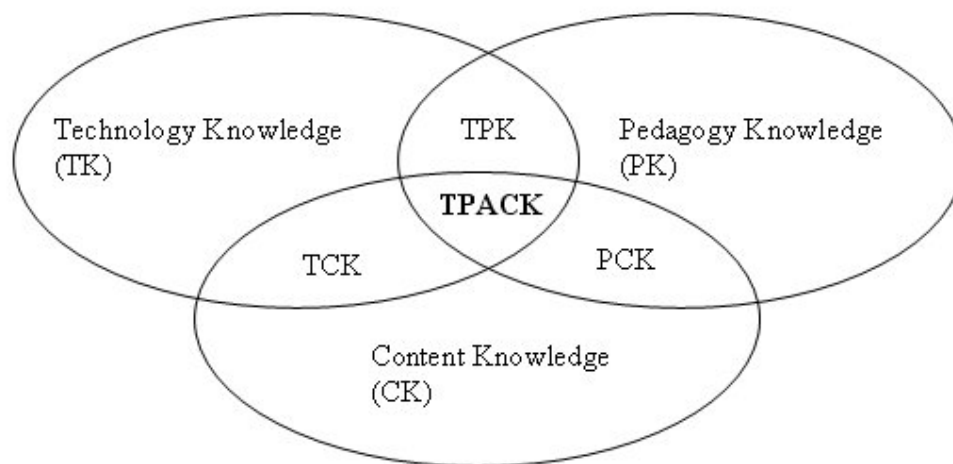 Technology Knowledge
(TK)
TPK
Pedagogy Knowledge
(PK)
TPACK
TCK
PCK
Content Knowledge
(CK)